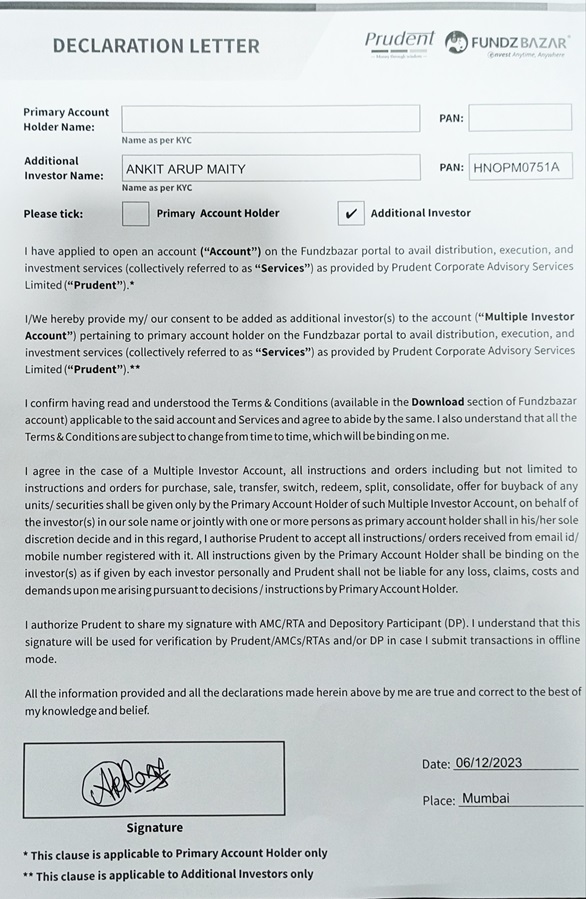 DECLARATION LETTER
Prudent
Money through wisdom
FUNDZBAZAR
Invest Anytime, Anywhere
Primary Account
Holder Name:
PAN:
Name as per KYC
Additional
Investor Name:
ANKIT ARUP MAITY
PAN: HNOPM0751A
Name as per KYC
Please tick:
Primary Account Holder
✔ Additional Investor
I have applied to open an account (“Account”) on the Fundzbazar portal to avail distribution, execution, and
investment services (collectively referred to as “Services”) as provided by Prudent Corporate Advisory Services
Limited (“Prudent”).*
I/We hereby provide my/ our consent to be added as additional investor(s) to the account (“Multiple Investor
Account”) pertaining to primary account holder on the Fundzbazar portal to avail distribution, execution, and
investment services (collectively referred to as “Services”) as provided by Prudent Corporate Advisory Services
Limited (“Prudent”).**
I confirm having read and understood the Terms & Conditions (available in the Download section of Fundzbazar
account) applicable to the said account and Services and agree to abide by the same. I also understand that all the
Terms & Conditions are subject to change from time to time, which will be binding on me.
I agree in the case of a Multiple Investor Account, all instructions and orders including but not limited to
instructions and orders for purchase, sale, transfer, switch, redeem, split, consolidate, offer for buyback of any
units/ securities shall be given only by the Primary Account Holder of such Multiple Investor Account, on behalf of
the investor(s) in our sole name or jointly with one or more persons as primary account holder shall in his/her sole
discretion decide and in this regard, I authorise Prudent to accept all instructions/ orders received from email id/
mobile number registered with it. All instructions given by the Primary Account Holder shall be binding on the
investor(s) as if given by each investor personally and Prudent shall not be liable for any loss, claims, costs and
demands upon me arising pursuant to decisions / instructions by Primary Account Holder.
I authorize Prudent to share my signature with AMC/RTA and Depository Participant (DP). I understand that this
signature will be used for verification by Prudent/AMCs/RTAs and/or DP in case I submit transactions in offline
mode.
All the information provided and all the declarations made herein above by me are true and correct to the best of
my knowledge and belief.
Date: 06/12/2023
Place: Mumbai
Signature
* This clause is applicable to Primary Account Holder only
** This clause is applicable to Additional Investors only